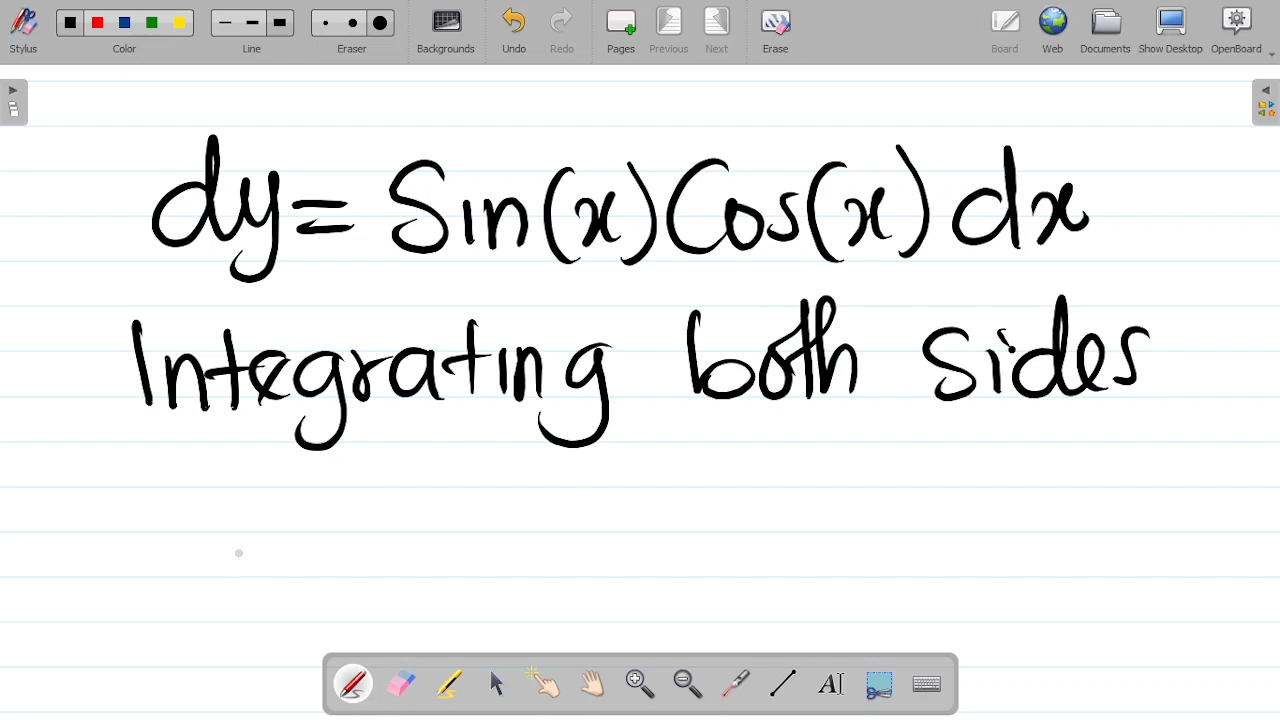 Stylus Color Line Eraser Backgrounds Undo Redo Pages Previous Next Erase Board Web Documents Show Desktop OpenBoard
dy = Sin(x) Cos(x) dx
Integrating both sides
AI